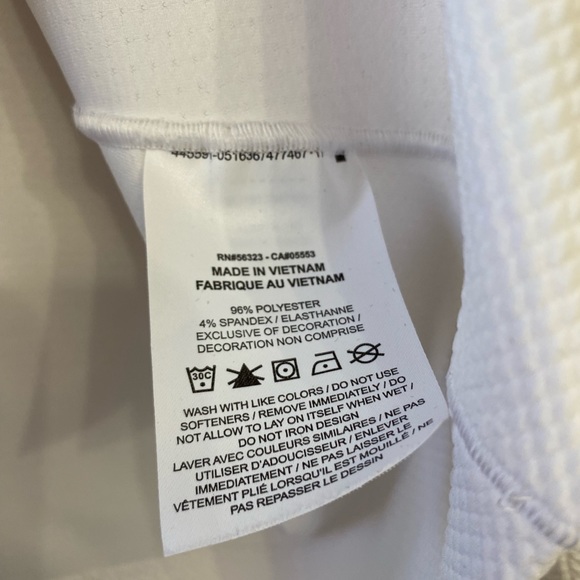 RN#56323 - CA#05553
MADE IN VIETNAM
FABRIQUE AU VIETNAM
96% POLYESTER
4% SPANDEX / ELASTHANNE
EXCLUSIVE OF DECORATION /
DECORATION NON COMPRISE
30C
WASH WITH LIKE COLORS / DO NOT USE
SOFTENERS / REMOVE IMMEDIATELY / DO
NOT ALLOW TO LAY ON ITSELF WHEN WET /
DO NOT IRON DESIGN
LAVER AVEC COULEURS SIMILAIRES / NE PAS
UTILISER D'ADOUCISSEUR / ENLEVER
IMMÉDIATEMENT / NE PAS LAISSER LE
VÊTEMENT PLIÉ LORSQU'IL EST MOUILLÉ / NE
PAS REPASSER LE DESSIN